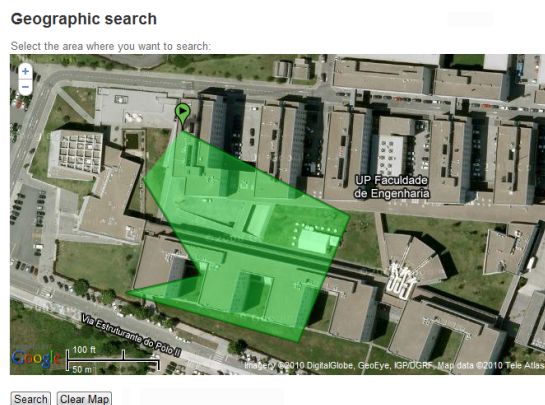 Geographic search
Select the area where you want to search:
+
−
UP Faculdade
de Engenharia
Via Estruturante do Polo II
Google
100 ft
50 m
Imagery ©2010 DigitalGlobe, GeoEye, IGP/DGRF, Map data ©2010 Tele Atlas
Search Clear Map